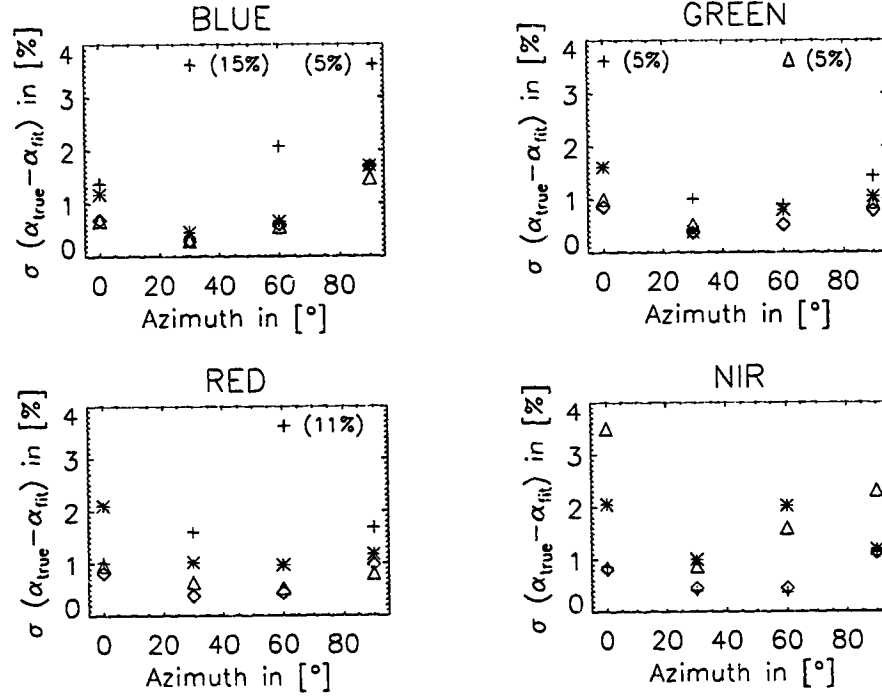 BLUE
σ (α_true−α_fit) in [%]
4
3
2
1
0
+ (15%) (5%) +
0 20 40 60 80
Azimuth in [°]
GREEN
σ (α_true−α_fit) in [%]
4
3
2
1
0
+ (5%) Δ (5%)
0 20 40 60 80
Azimuth in [°]
RED
σ (α_true−α_fit) in [%]
4
3
2
1
0
+ (11%)
0 20 40 60 80
Azimuth in [°]
NIR
σ (α_true−α_fit) in [%]
4
3
2
1
0
0 20 40 60 80
Azimuth in [°]